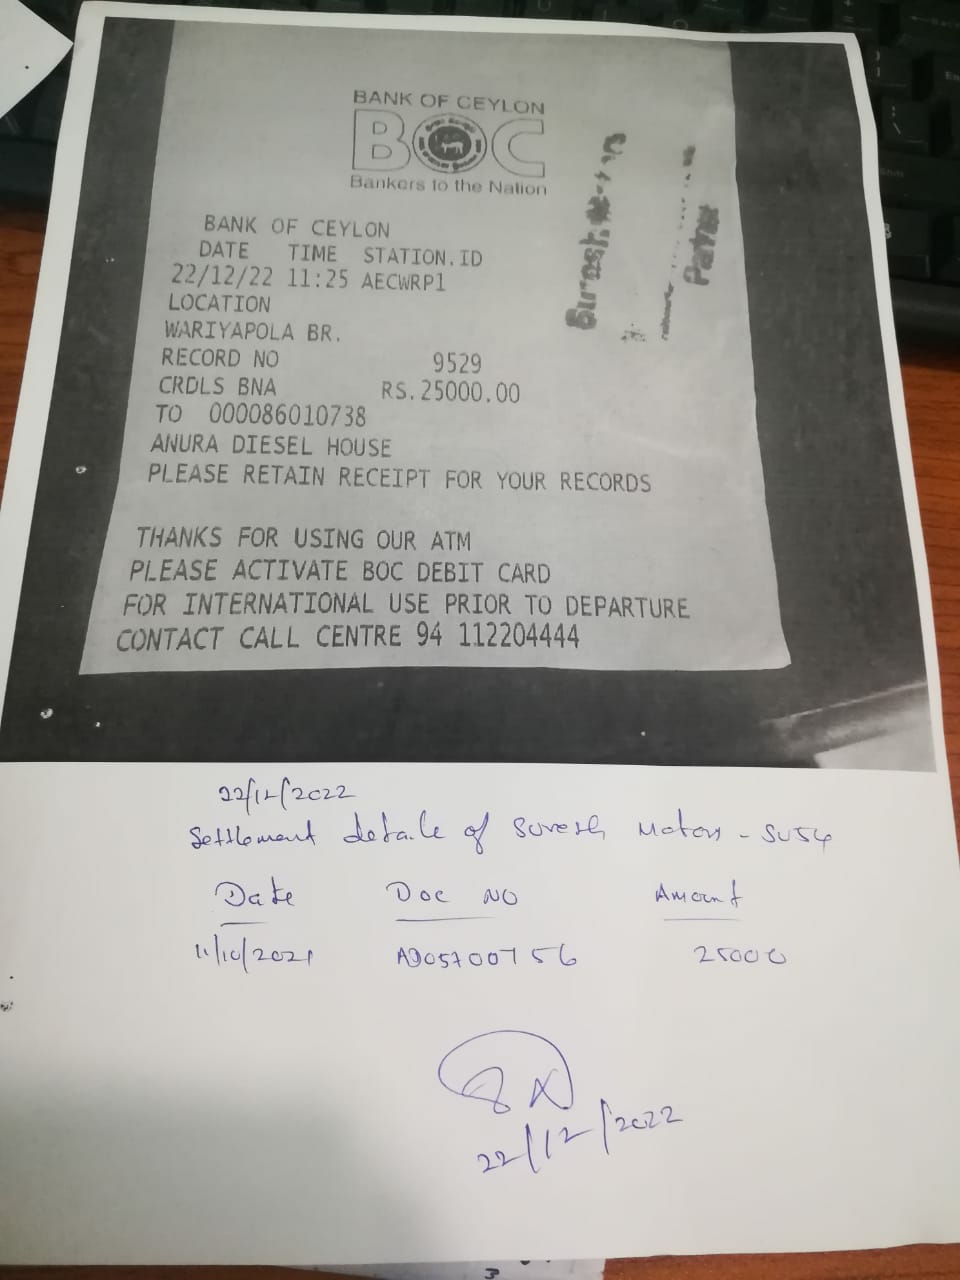 BANK OF CEYLON
BOC
Bankers to the Nation
BANK OF CEYLON
DATE TIME STATION.ID
22/12/22 11:25 AECWRP1
LOCATION
WARIYAPOLA BR.
RECORD NO 9529
CRDLS BNA RS.25000.00
TO 000086010738
ANURA DIESEL HOUSE
PLEASE RETAIN RECEIPT FOR YOUR RECORDS
THANKS FOR USING OUR ATM
PLEASE ACTIVATE BOC DEBIT CARD
FOR INTERNATIONAL USE PRIOR TO DEPARTURE
CONTACT CALL CENTRE 94 112204444
Suresh
22/12/2022
Settlement details of Suresh Motors - SU54
Date Doc NO Amount
11/10/2021 25000
22/12/2022